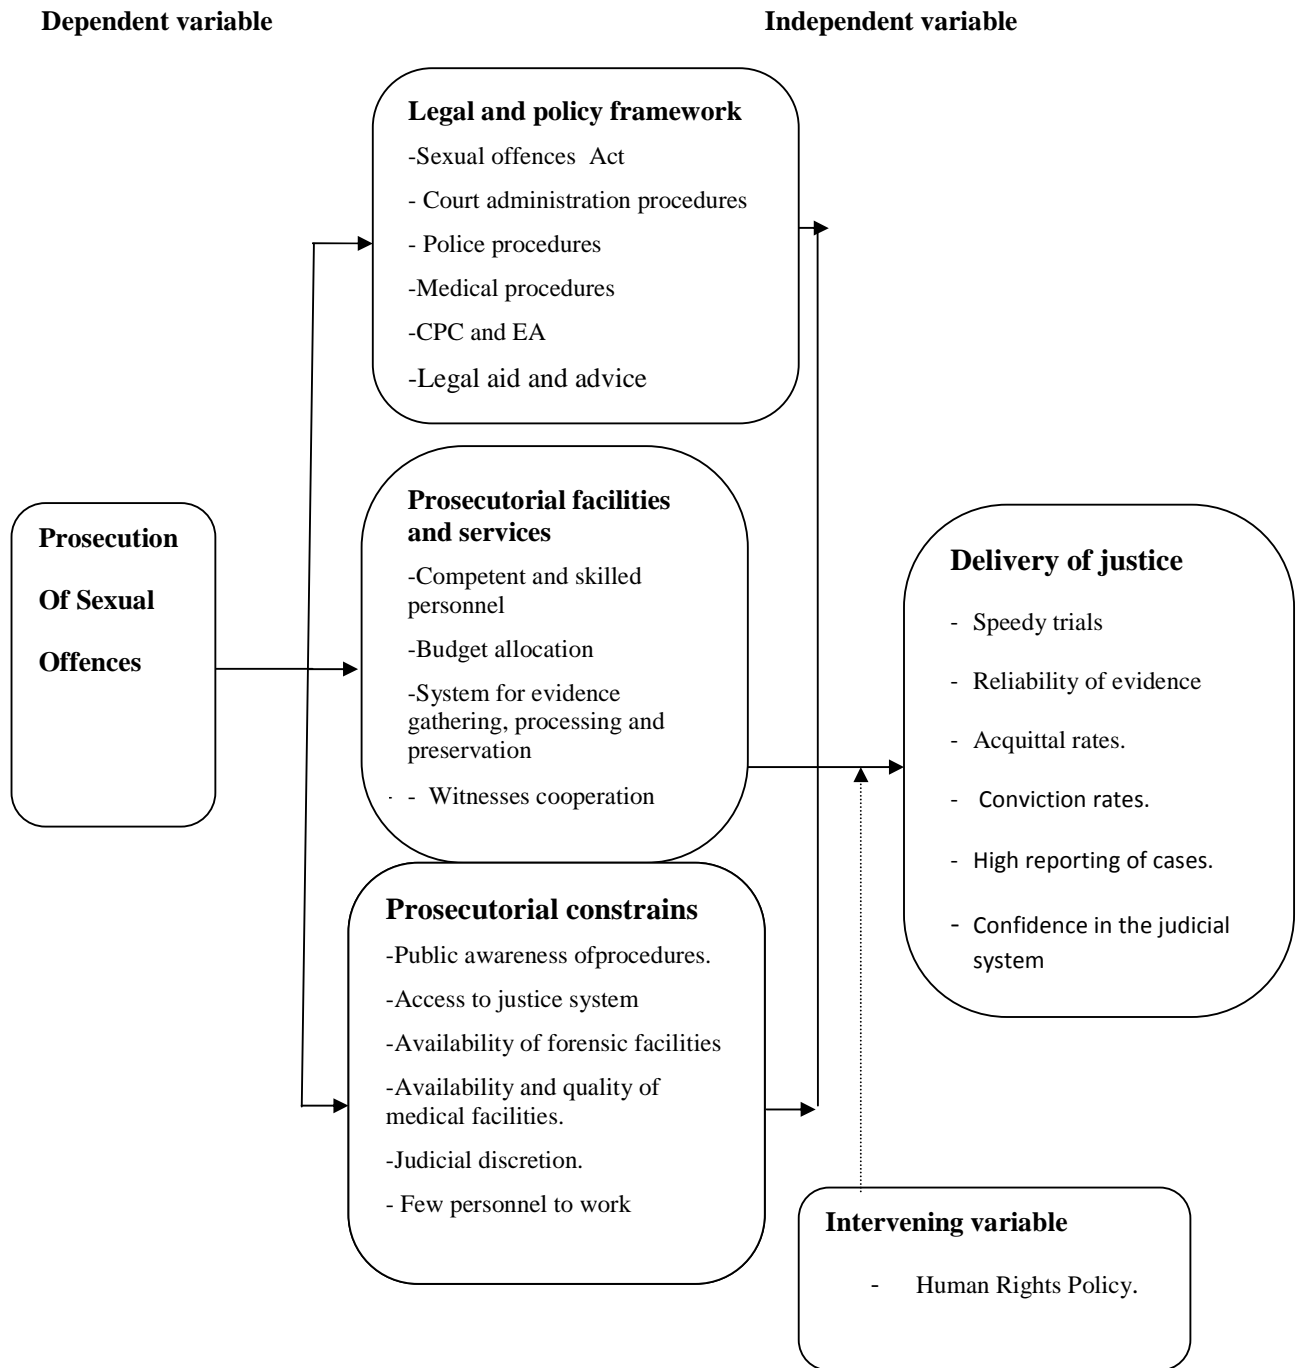 Dependent variable
Independent variable
Legal and policy framework
-Sexual offences Act
- Court administration procedures
- Police procedures
-Medical procedures
-CPC and EA
-Legal aid and advice
Prosecution
Of Sexual
Offences
Prosecutorial facilities
and services
-Competent and skilled
personnel
-Budget allocation
-System for evidence
gathering, processing and
preservation
- Witnesses cooperation
Prosecutorial constrains
-Public awareness ofprocedures.
-Access to justice system
-Availability of forensic facilities
-Availability and quality of
medical facilities.
-Judicial discretion.
- Few personnel to work
Delivery of justice
- Speedy trials
- Reliability of evidence
- Acquittal rates.
- Conviction rates.
- High reporting of cases.
- Confidence in the judicial
system
Intervening variable
- Human Rights Policy.